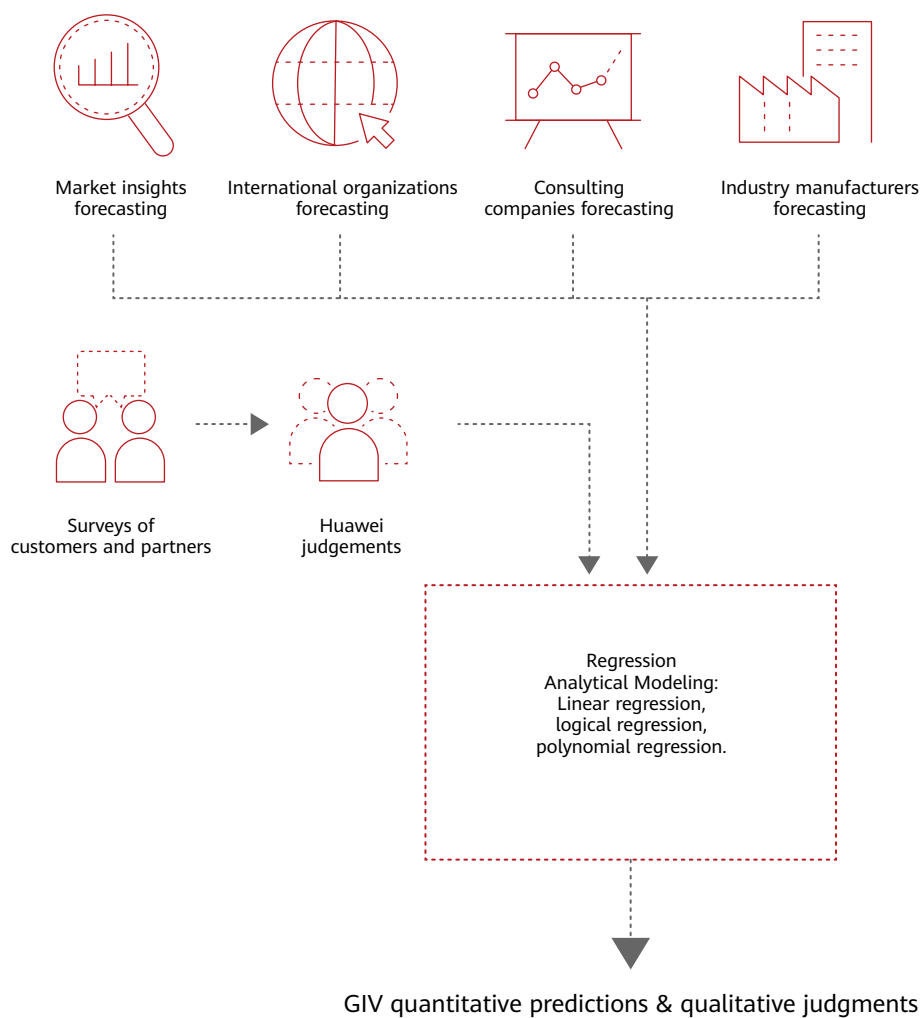 Market insights
forecasting
International organizations
forecasting
Consulting
companies forecasting
Industry manufacturers
forecasting
Surveys of
customers and partners
Huawei
judgements
Regression
Analytical Modeling:
Linear regression,
logical regression,
polynomial regression.
GIV quantitative predictions & qualitative judgments